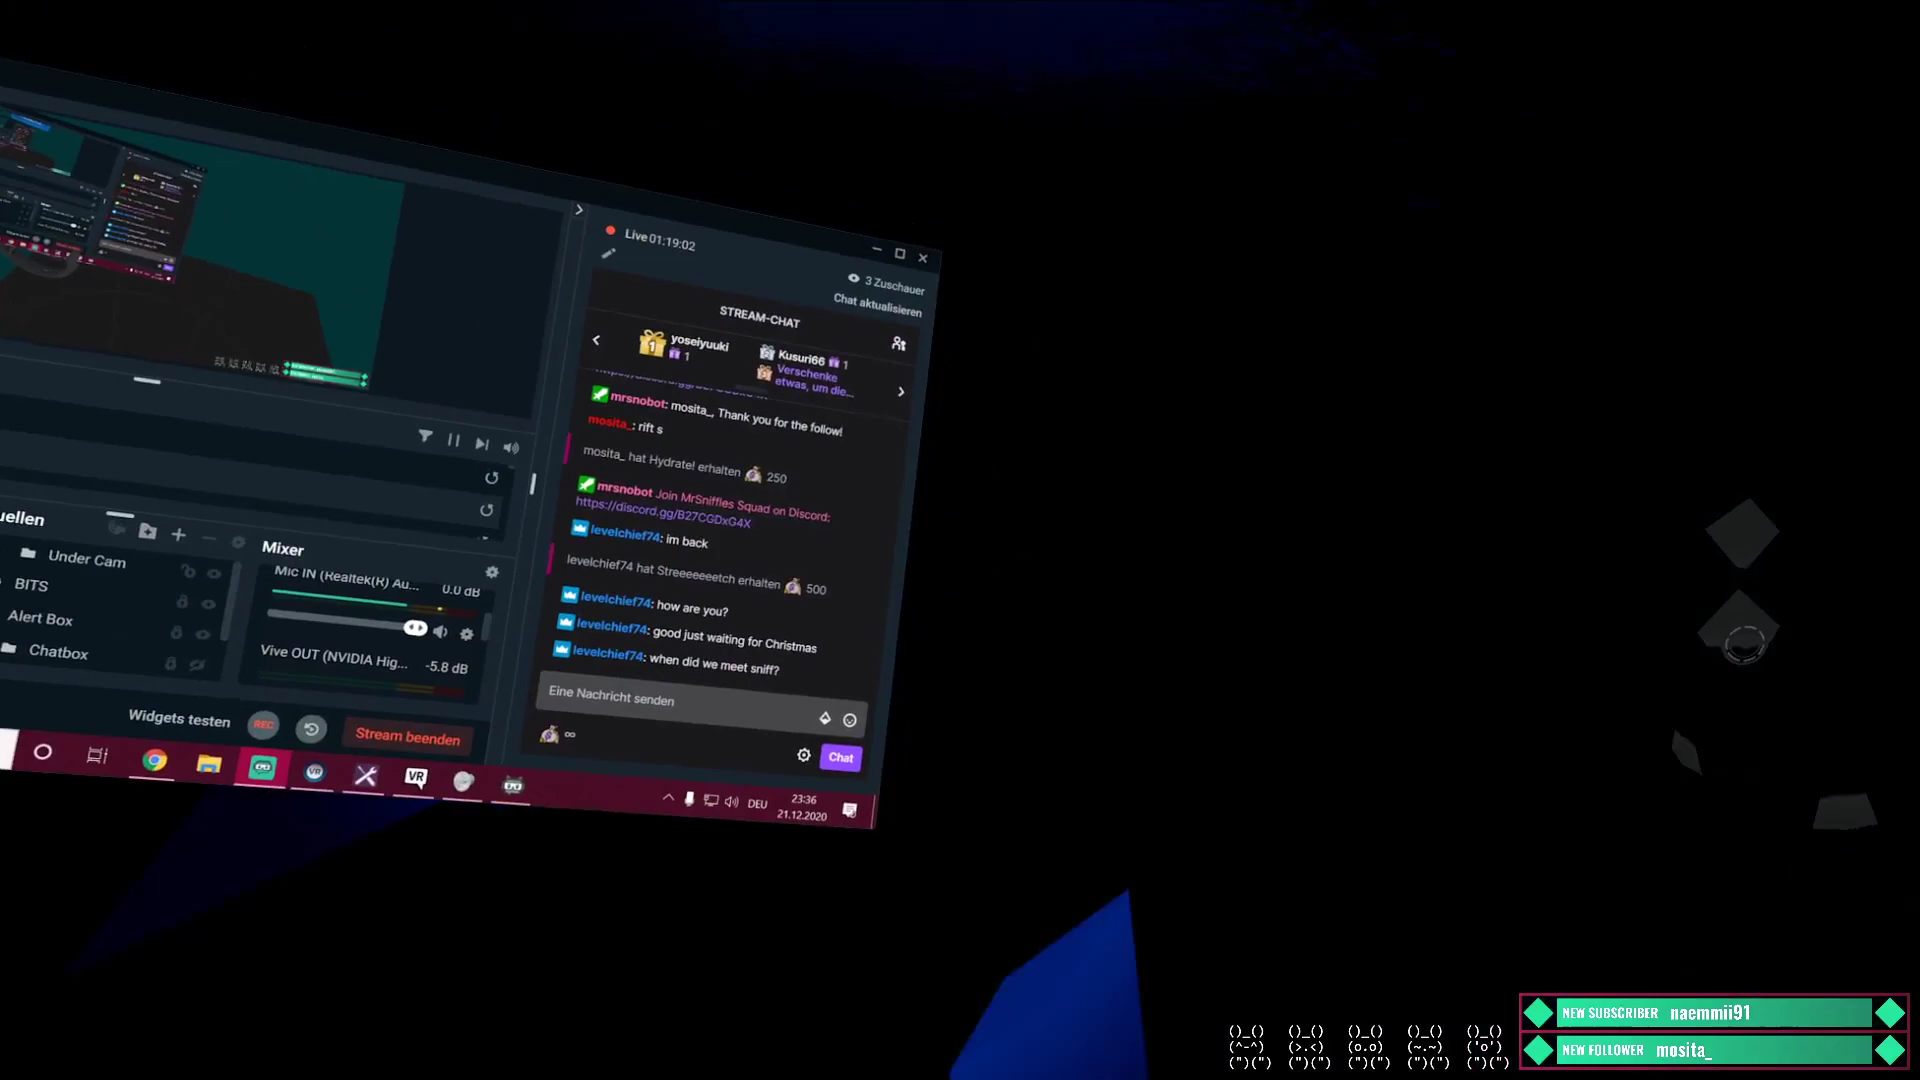 Live 01:19:02
3 Zuschauer
Chat aktualisieren
STREAM-CHAT
1 yoseiyuuki
1
Kusuri66 1
Verschenke
etwas, um die...
mrsnobot: mosita_, Thank you for the follow!
mosita_: rift s
mosita_ hat Hydrate! erhalten 250
mrsnobot Join MrSniffles Squad on Discord:
https://discord.gg/B27CGDxG4X
levelchief74: im back
levelchief74 hat Streeeeeetch erhalten 500
levelchief74: how are you?
levelchief74: good just waiting for Christmas
levelchief74: when did we meet sniff?
Eine Nachricht senden
∞
Chat
uellen
Under Cam
BITS
Alert Box
Chatbox
Mixer
Mic IN (Realtek(R) Au... 0.0 dB
Vive OUT (NVIDIA Hig... -5.8 dB
Widgets testen
REC
Stream beenden
VR
VR
DEU
23:36
21.12.2020
()_() ()_() ()_() ()_() ()_()
(^-^) (>.<) (o.o) (~.~) ('o')
(")(") (")(") (")(") (")(") (")(")
NEW SUBSCRIBER naemmii91
NEW FOLLOWER mosita_